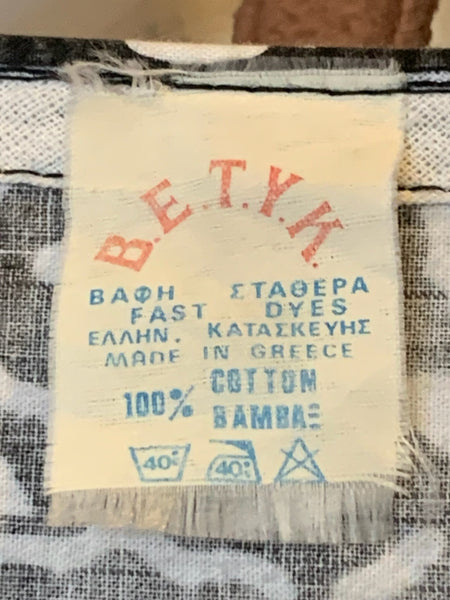 Β.Ε.Τ.Υ.Κ.
ΒΑΦΗ ΣΤΑΘΕΡΑ
FAST DYES
ΕΛΛΗΝ. ΚΑΤΑΣΚΕΥΗΣ
MADE IN GREECE
100% COTTON
ΒΑΜΒΑΞ
40° 40°